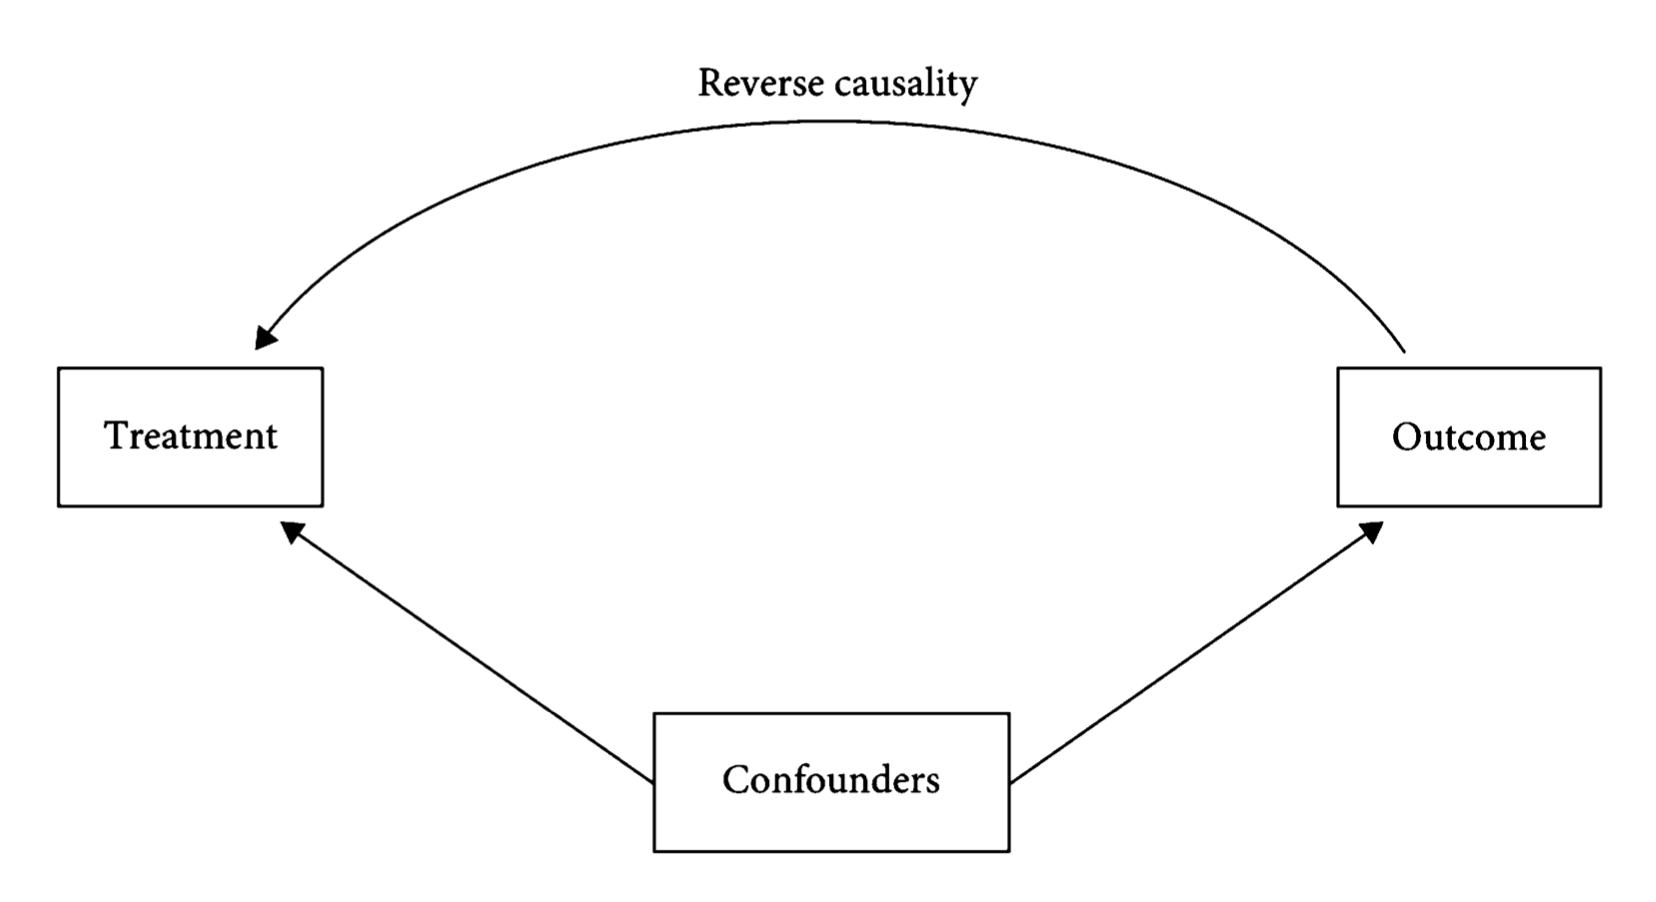 Reverse causality
Treatment
Outcome
Confounders